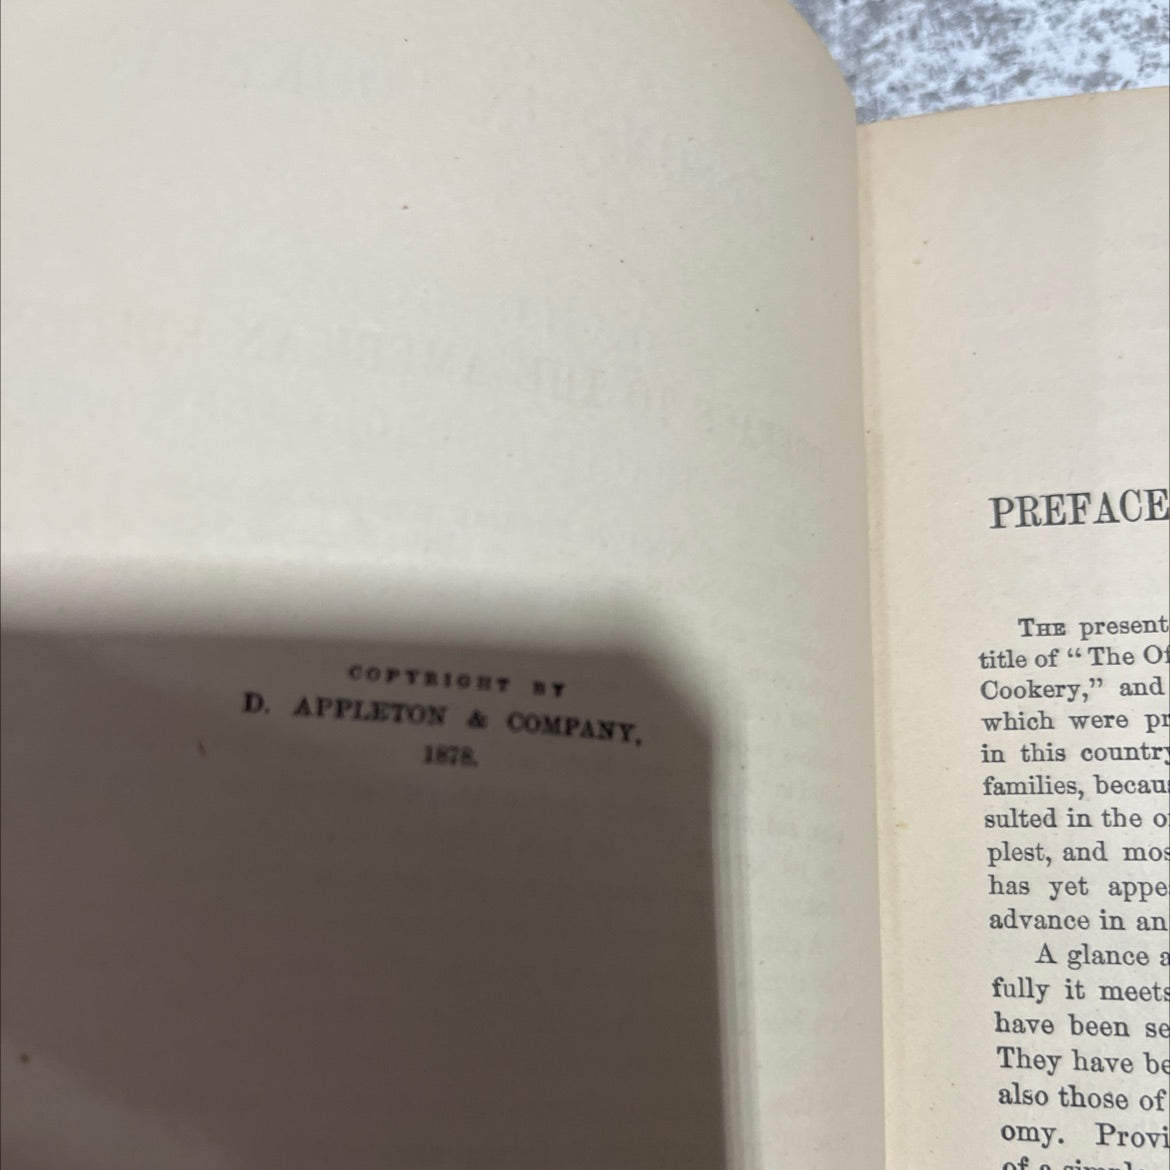 COPYRIGHT BY
D. APPLETON & COMPANY,
1878.
PREFACE
THE present
title of “The Of
Cookery,” and
which were pr
in this country
families, becau
sulted in the o
plest, and mos
has yet appe
advance in an
A glance a
fully it meets
have been se
They have be
also those of
omy. Provi
of a simpl